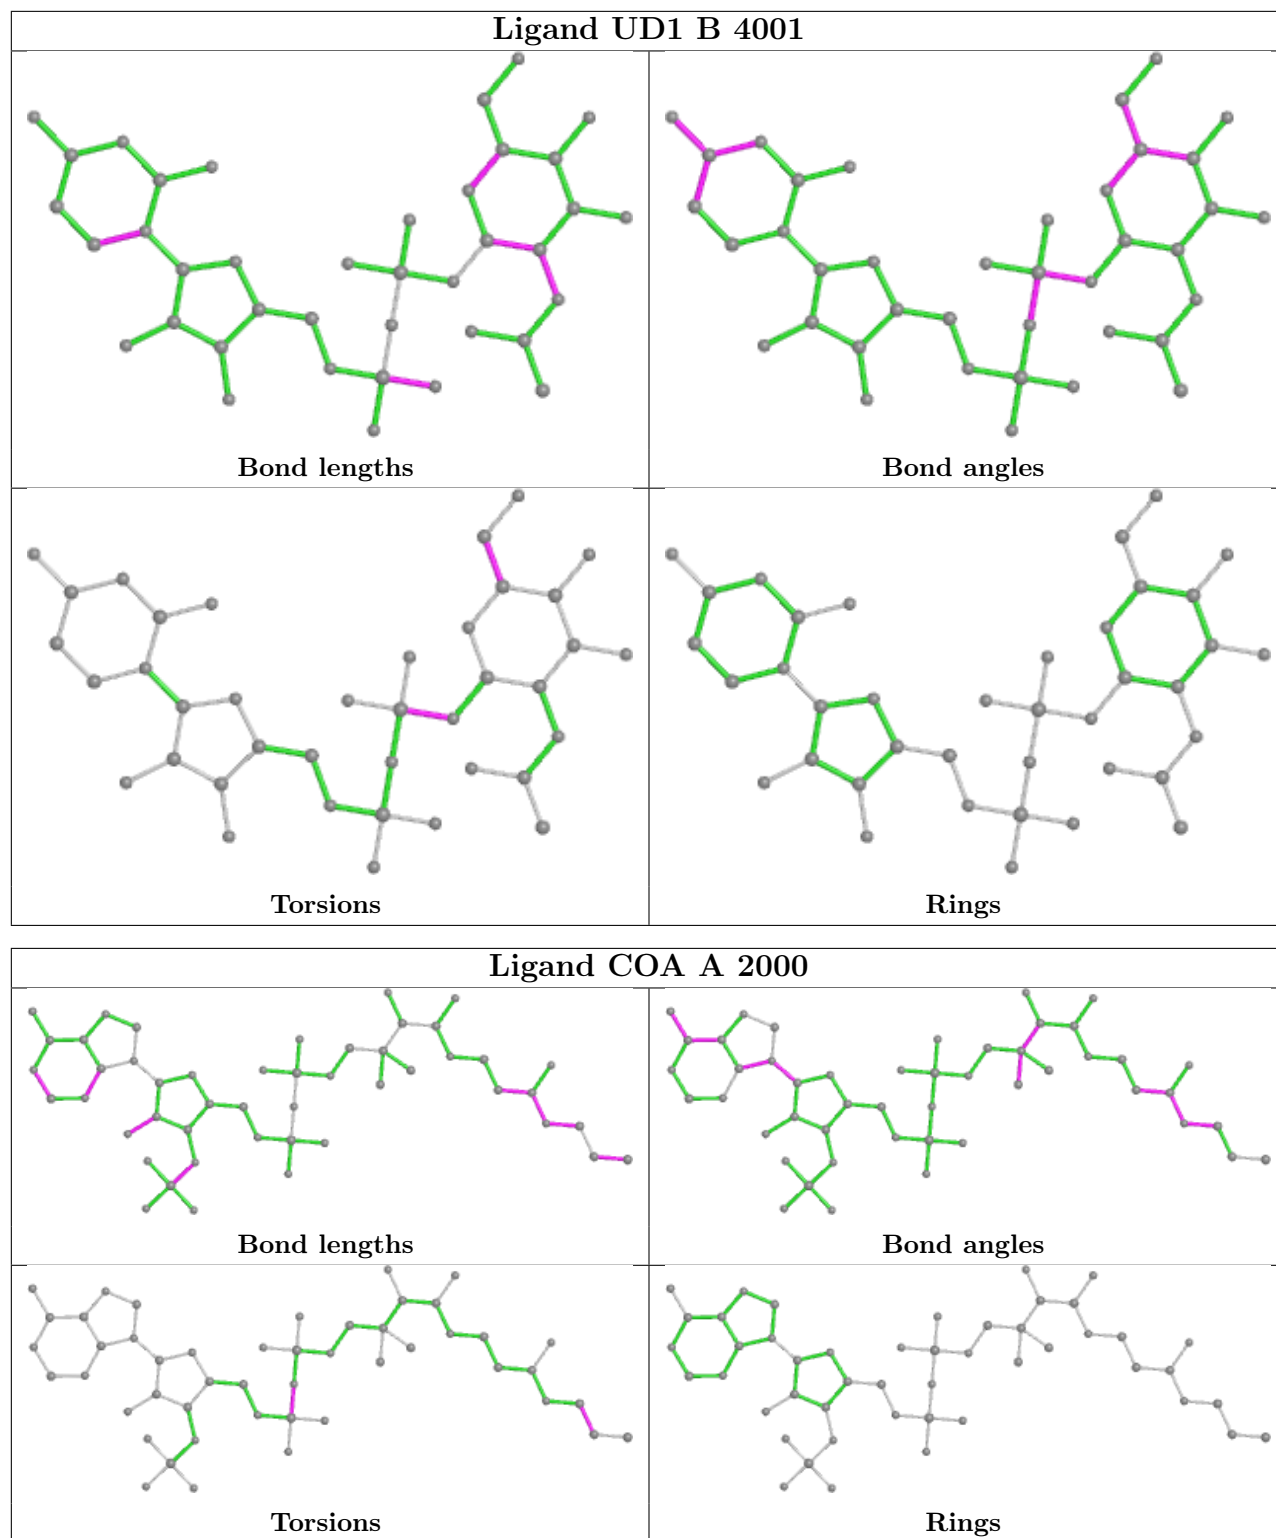 Ligand UD1 B 4001
Bond lengths
Bond angles
Torsions
Rings
Ligand COA A 2000
Bond lengths
Bond angles
Torsions
Rings